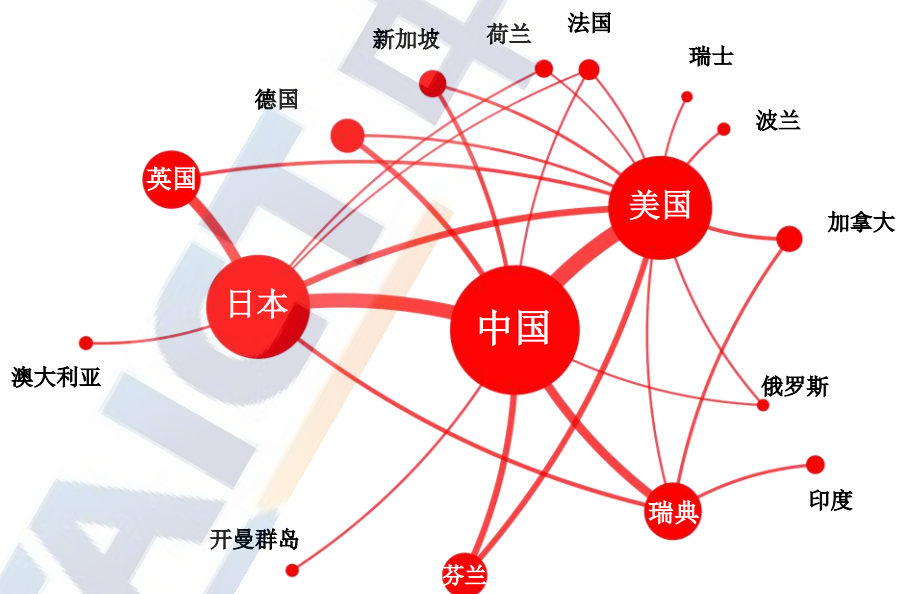 法国
荷兰
新加坡
瑞士
德国
波兰
英国
美国
加拿大
日本
中国
澳大利亚
俄罗斯
印度
瑞典
开曼群岛
芬兰
CAICT